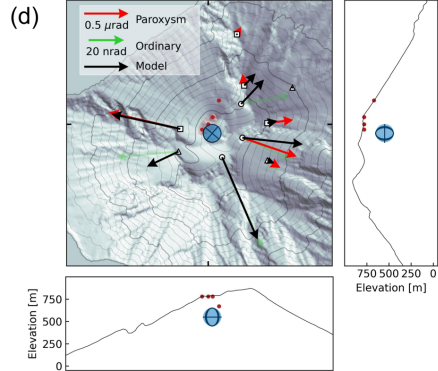 (d)
0.5 μrad Paroxysm
20 nrad Ordinary
Model
750 500 250 0
Elevation [m]
Elevation [m]
750
500
250
0